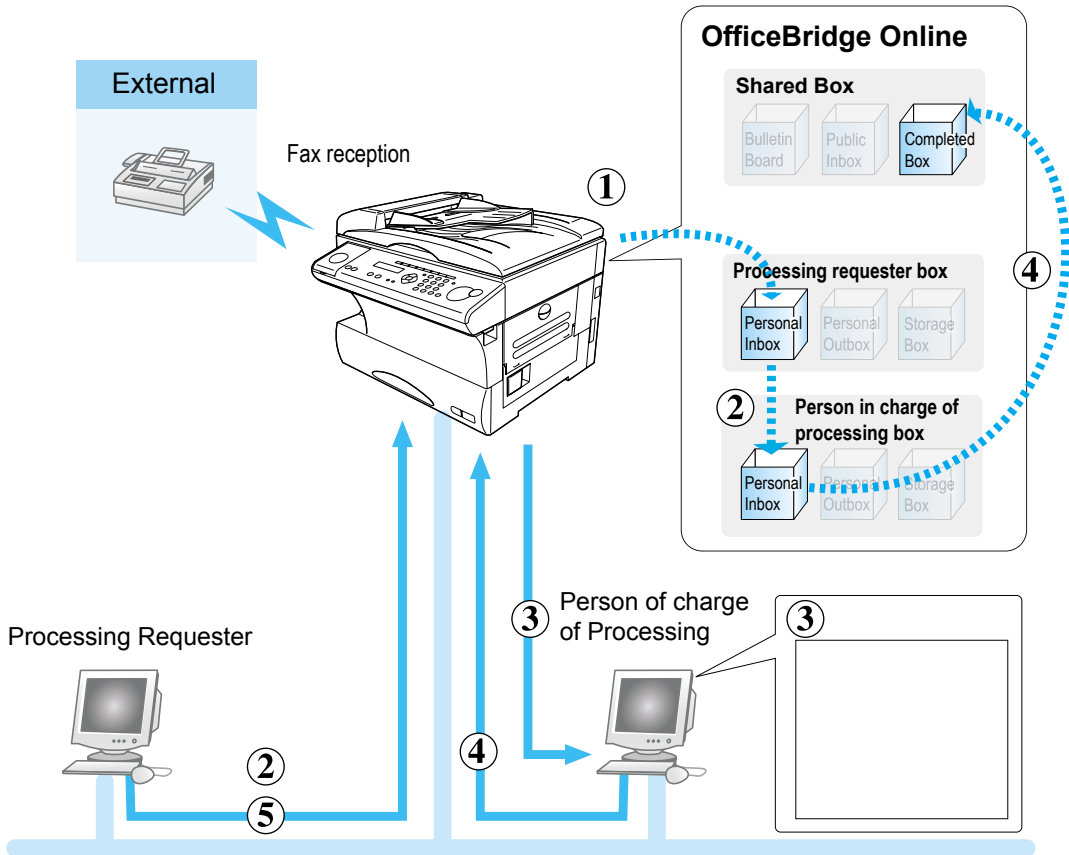 OfficeBridge Online
Shared Box
Bulletin
Board
Public
Inbox
Completed
Box
External
Fax reception
①
Processing requester box
④
Personal
Inbox
Personal
Outbox
Storage
Box
②
Person in charge of
processing box
Personal
Inbox
Personal
Outbox
Storage
Box
③
Person of charge
of Processing
③
Processing Requester
②
④
⑤